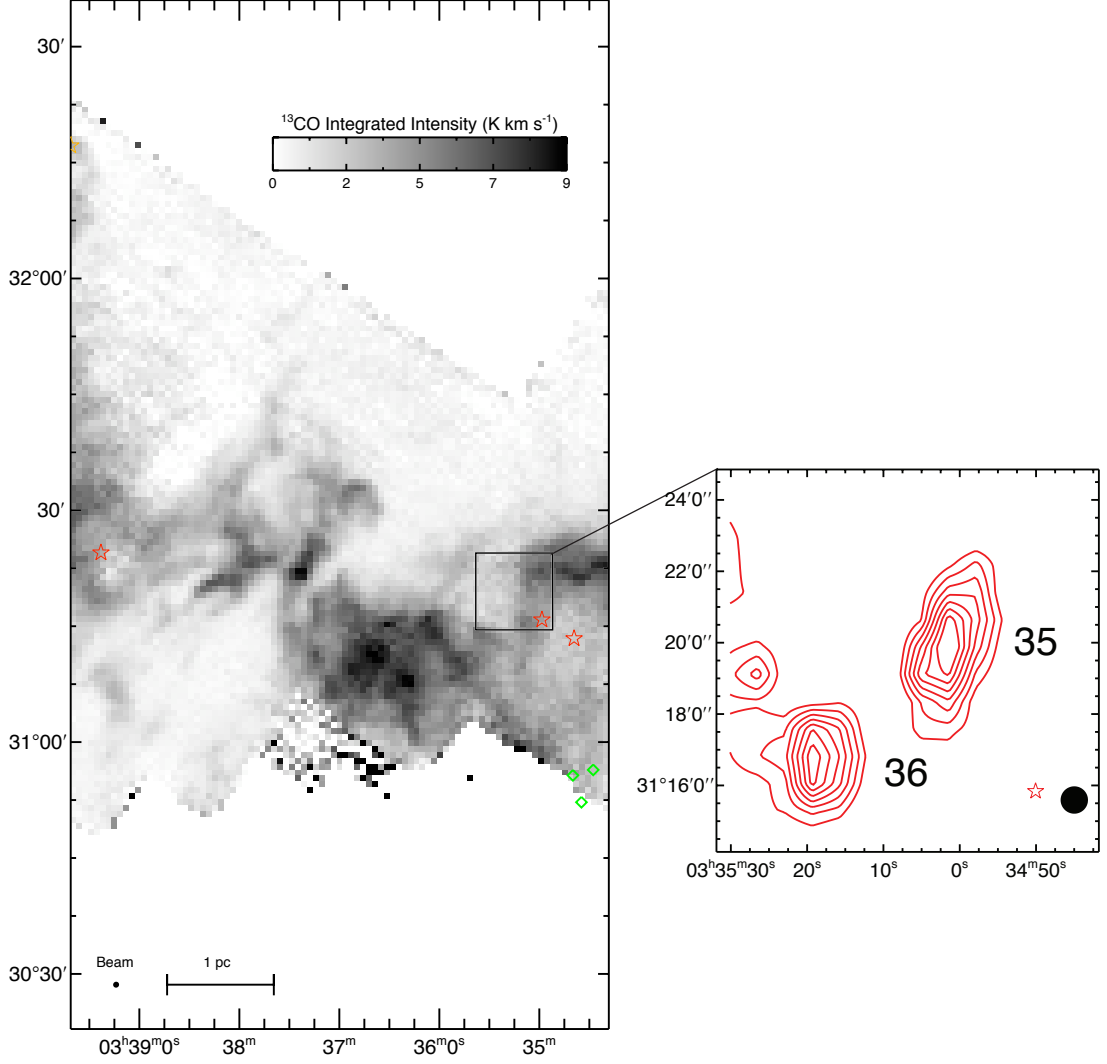 30′
¹³CO Integrated Intensity (K km s⁻¹)
0 2 5 7 9
32°00′
30′
31°00′
30°30′
Beam
1 pc
03ʰ39ᵐ0ˢ 38ᵐ 37ᵐ 36ᵐ0ˢ 35ᵐ
24′0′′
22′0′′
20′0′′
18′0′′
31°16′0′′
35
36
03ʰ35ᵐ30ˢ 20ˢ 10ˢ 0ˢ 34ᵐ50ˢ